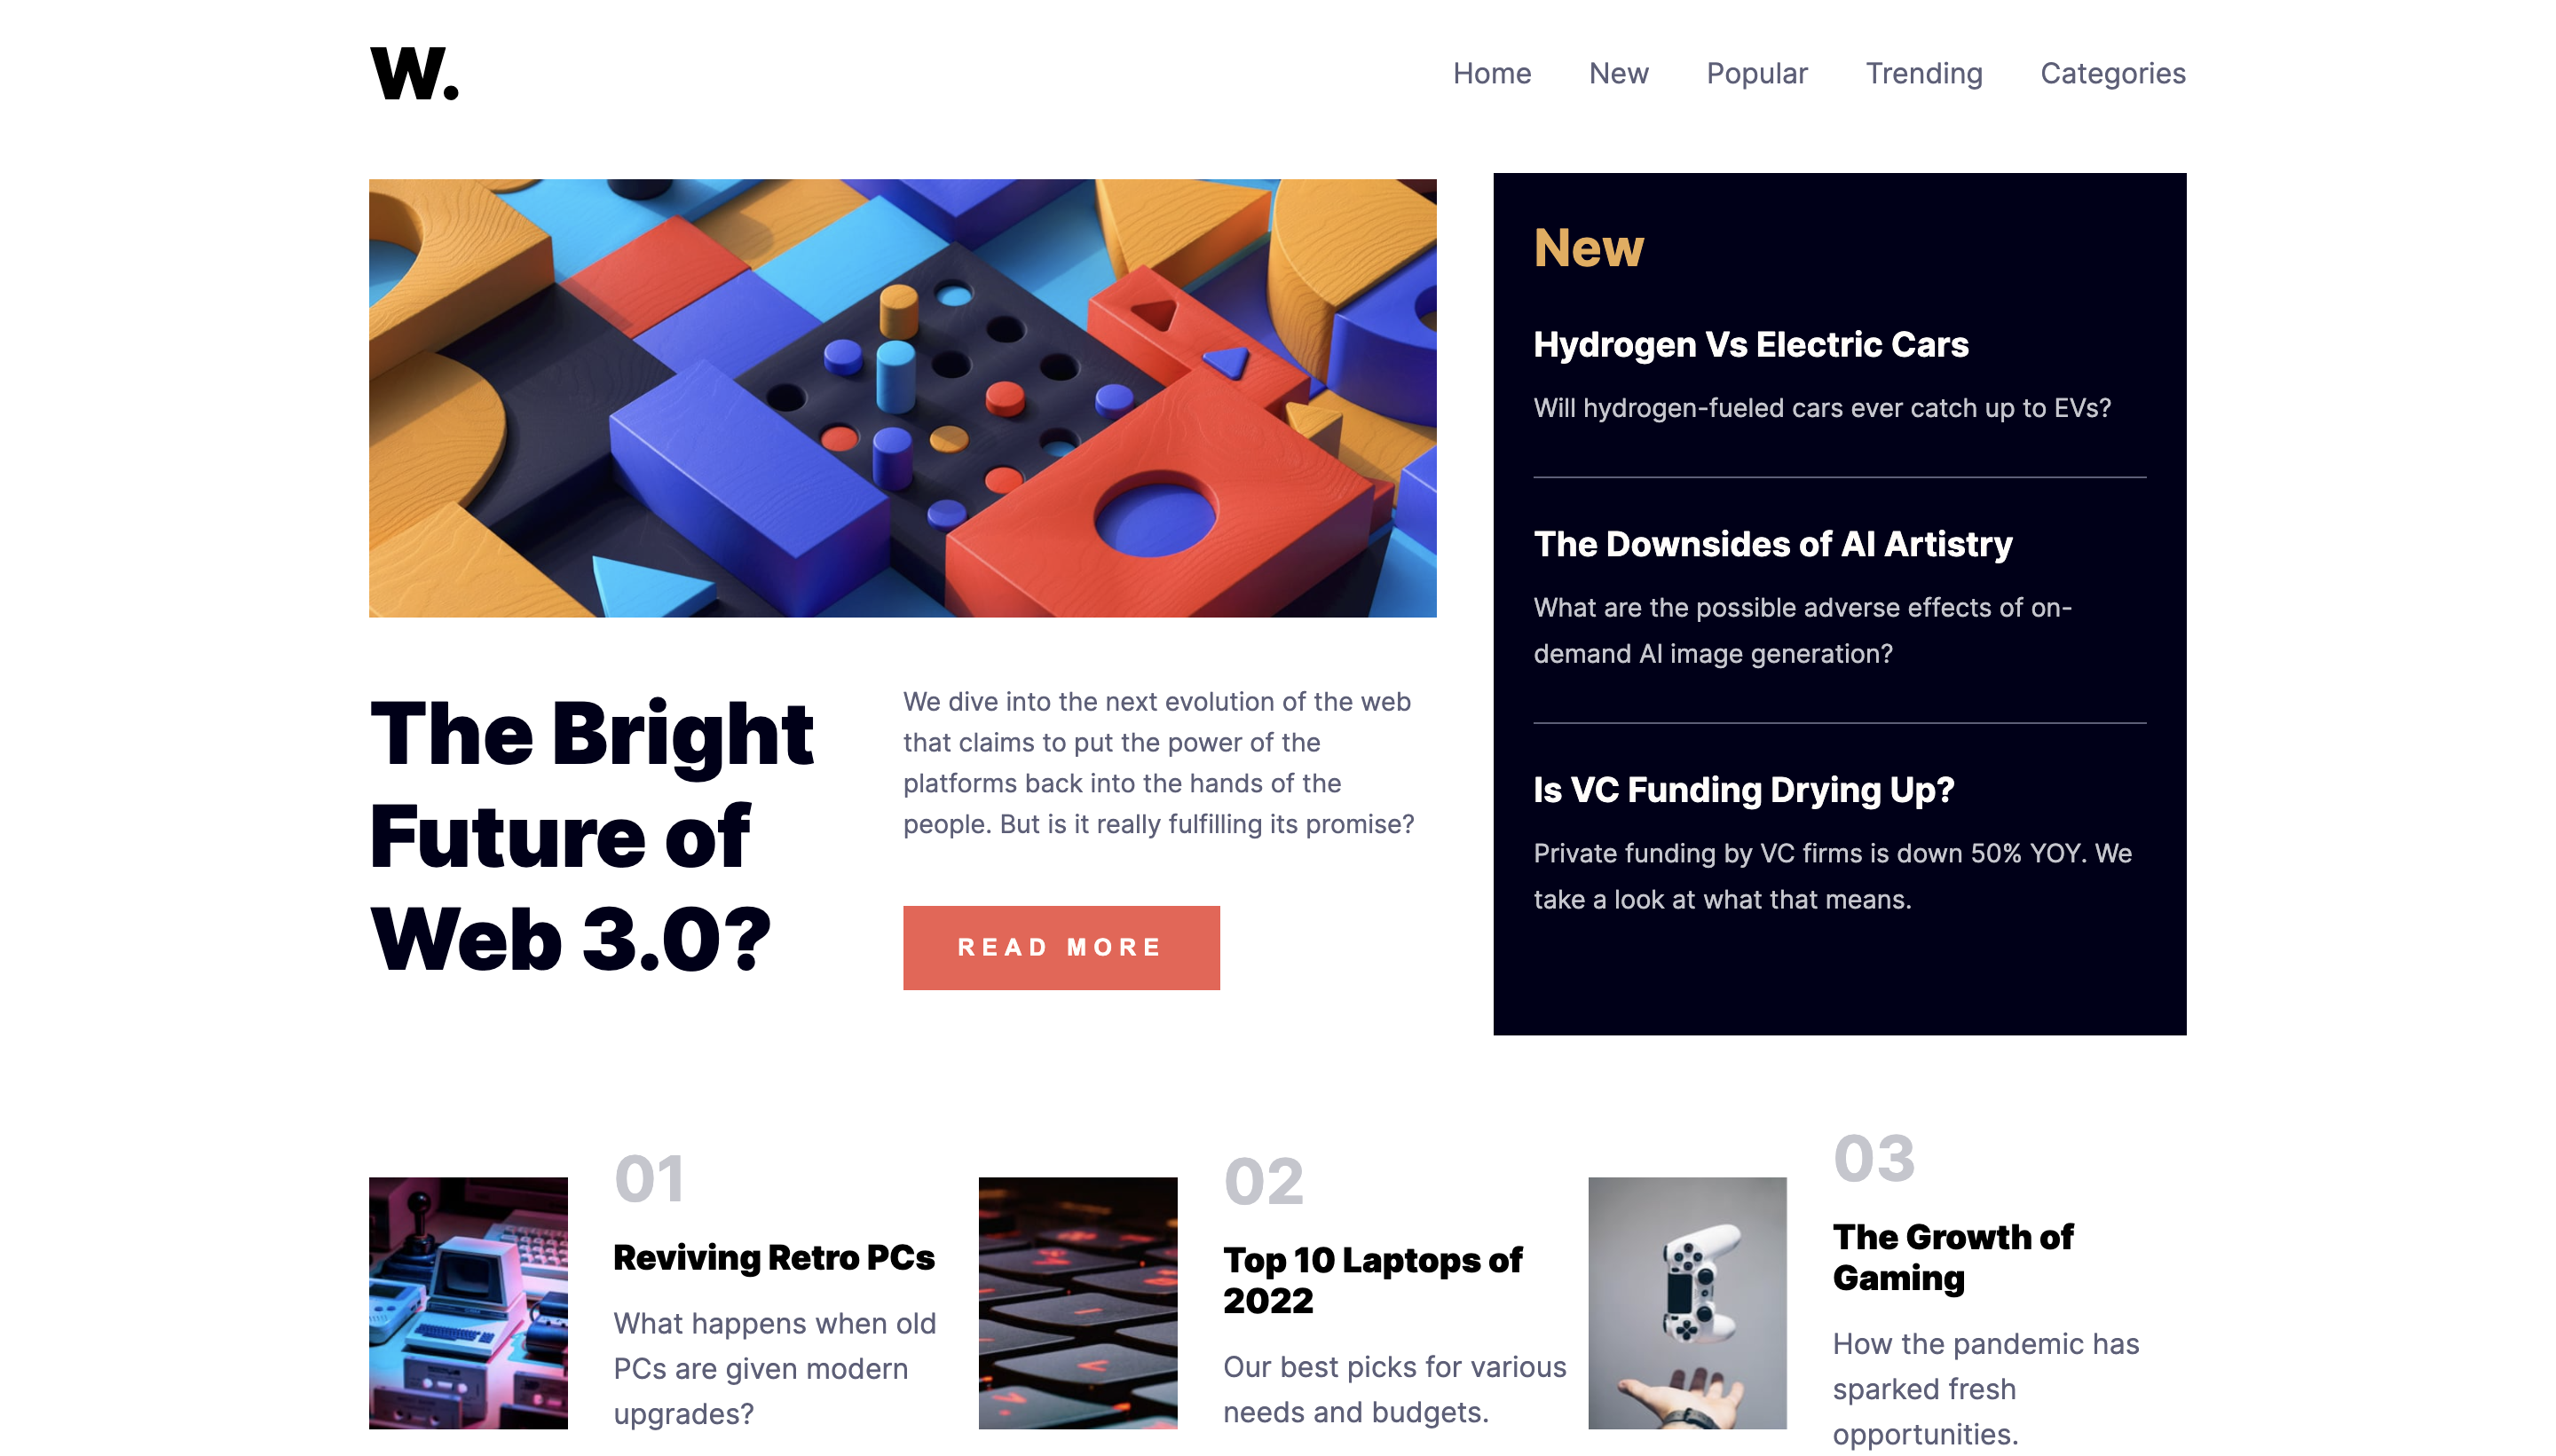 W.
Home New Popular Trending Categories
The Bright
Future of
Web 3.0?
We dive into the next evolution of the web
that claims to put the power of the
platforms back into the hands of the
people. But is it really fulfilling its promise?
READ MORE
New
Hydrogen Vs Electric Cars
Will hydrogen-fueled cars ever catch up to EVs?
The Downsides of AI Artistry
What are the possible adverse effects of on-
demand AI image generation?
Is VC Funding Drying Up?
Private funding by VC firms is down 50% YOY. We
take a look at what that means.
01
Reviving Retro PCs
What happens when old
PCs are given modern
upgrades?
02
Top 10 Laptops of
2022
Our best picks for various
needs and budgets.
03
The Growth of
Gaming
How the pandemic has
sparked fresh
opportunities.